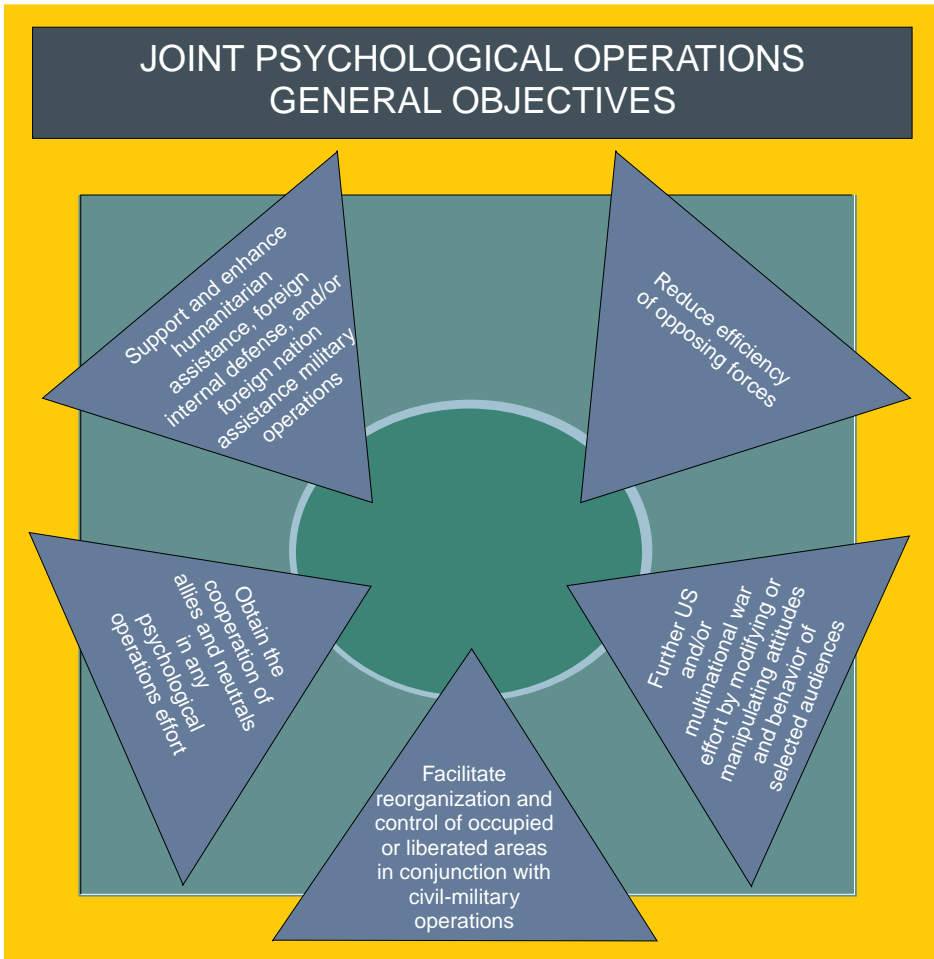 JOINT PSYCHOLOGICAL OPERATIONS
GENERAL OBJECTIVES
Support and enhance
humanitarian
assistance, foreign
internal defense, and/or
foreign nation
assistance military
operations
Reduce efficiency
of opposing forces
Obtain the
cooperation of
allies and neutrals
in any
psychological
operations effort
Further US
and/or
multinational war
effort by modifying or
manipulating attitudes
and behavior of
selected audiences
Facilitate
reorganization and
control of occupied
or liberated areas
in conjunction with
civil-military
operations